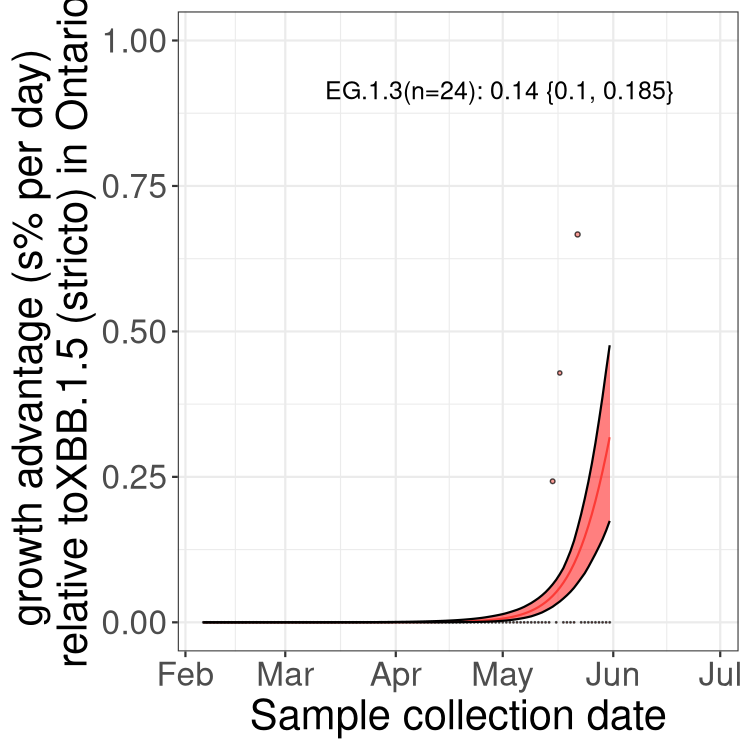 growth advantage (s% per day)
relative toXBB.1.5 (stricto) in Ontario
1.00
0.75
0.50
0.25
0.00
EG.1.3(n=24): 0.14 {0.1, 0.185}
Feb Mar Apr May Jun Jul
Sample collection date